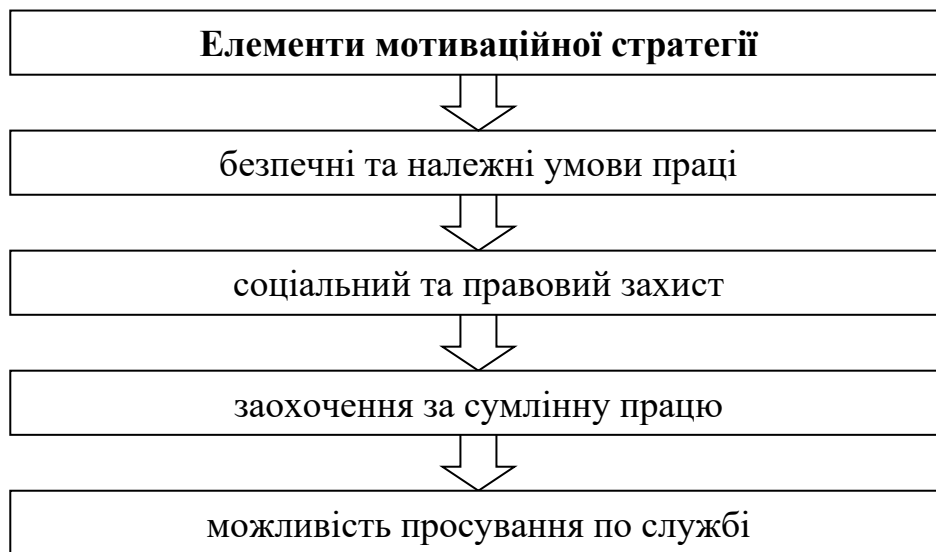 Елементи мотиваційної стратегії
безпечні та належні умови праці
соціальний та правовий захист
заохочення за сумлінну працю
можливість просування по службі